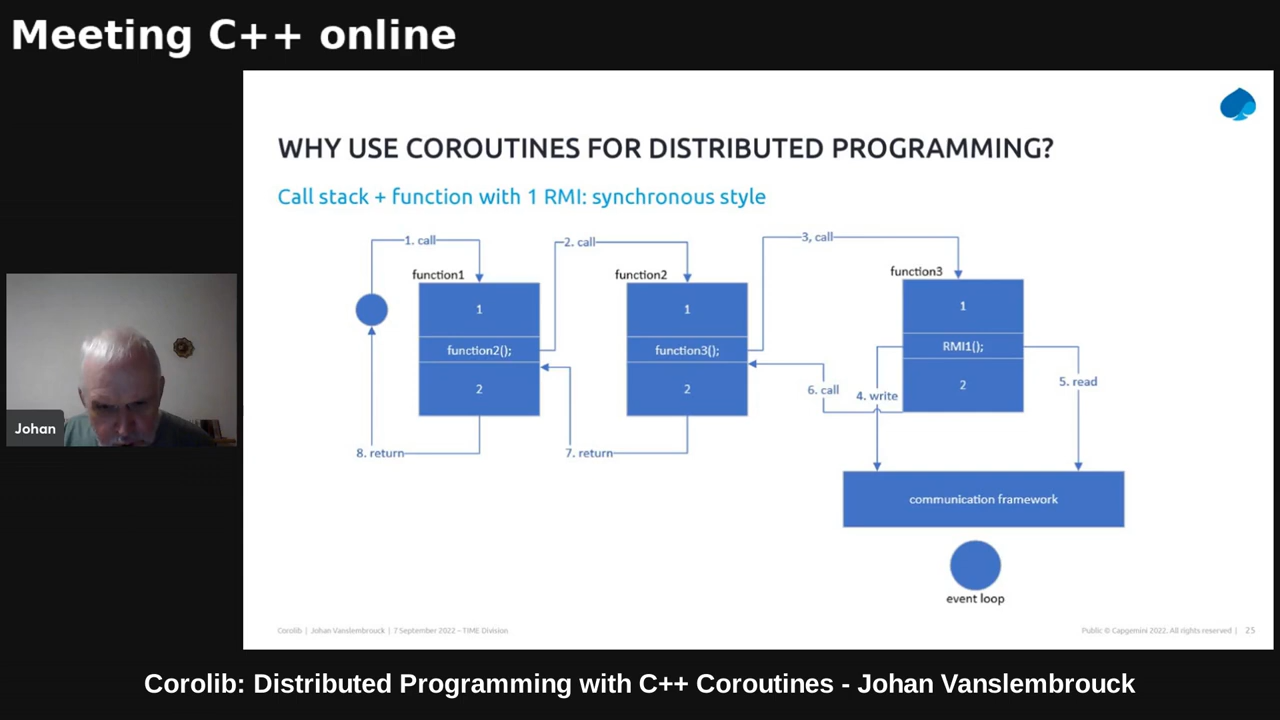 Meeting C++ online
WHY USE COROUTINES FOR DISTRIBUTED PROGRAMMING?
Call stack + function with 1 RMI: synchronous style
1. call
2. call
3, call
function1
function2
function3
1
1
1
function2();
function3();
RMI1();
2
2
2
6. call
4. write
5. read
8. return
7. return
communication framework
event loop
Johan
Corolib | Johan Vanslembrouck | 7 September 2022 – TIME Division
Public © Capgemini 2022. All rights reserved | 25
Corolib: Distributed Programming with C++ Coroutines - Johan Vanslembrouck